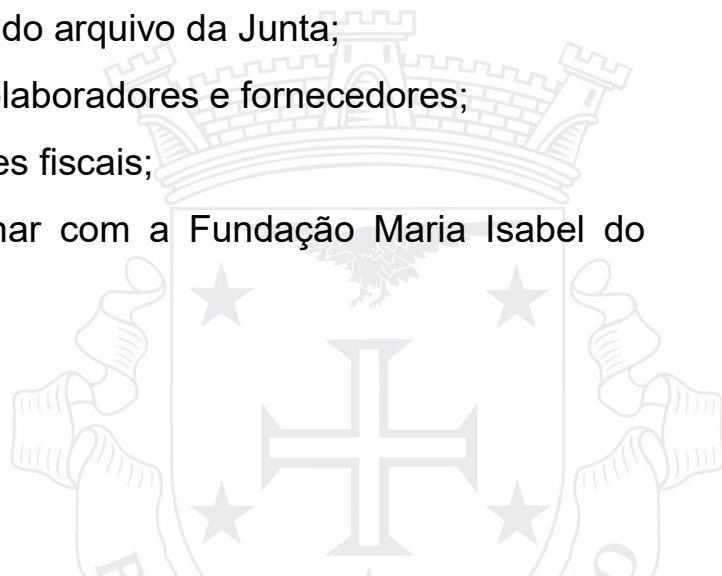 do arquivo da Junta;
laboradores e fornecedores;
es fiscais;
nar com a Fundação Maria Isabel do